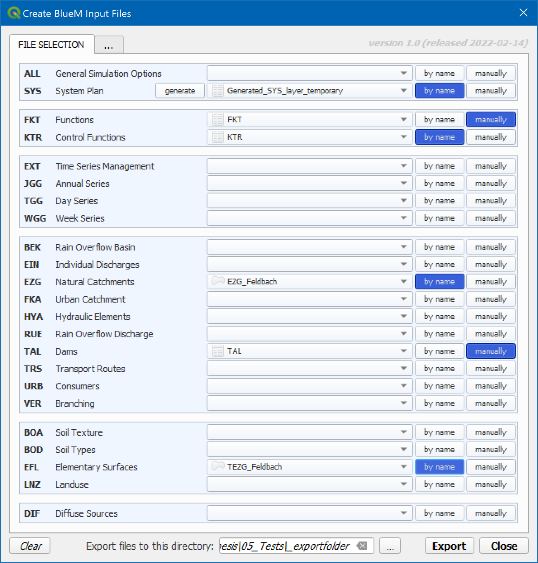 Create BlueM Input Files
FILE SELECTION ... version 1.0 (released 2022-02-14)
ALL General Simulation Options by name manually
SYS System Plan generate Generated_SYS_layer_temporary by name manually
FKT Functions FKT by name manually
KTR Control Functions KTR by name manually
EXT Time Series Management by name manually
JGG Annual Series by name manually
TGG Day Series by name manually
WGG Week Series by name manually
BEK Rain Overflow Basin by name manually
EIN Individual Discharges by name manually
EZG Natural Catchments EZG_Feldbach by name manually
FKA Urban Catchment by name manually
HYA Hydraulic Elements by name manually
RUE Rain Overflow Discharge by name manually
TAL Dams TAL by name manually
TRS Transport Routes by name manually
URB Consumers by name manually
VER Branching by name manually
BOA Soil Texture by name manually
BOD Soil Types by name manually
EFL Elementary Surfaces TEZG_Feldbach by name manually
LNZ Landuse by name manually
DIF Diffuse Sources by name manually
Clear Export files to this directory: esis\05_Tests\_exportfolder ... Export Close